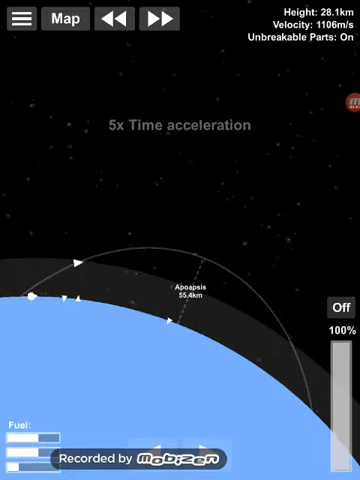 Map
Height: 28.1km
Velocity: 1106m/s
Unbreakable Parts: On
5x Time acceleration
Apoapsis
55.4km
Off
100%
Fuel:
Recorded by mobizen